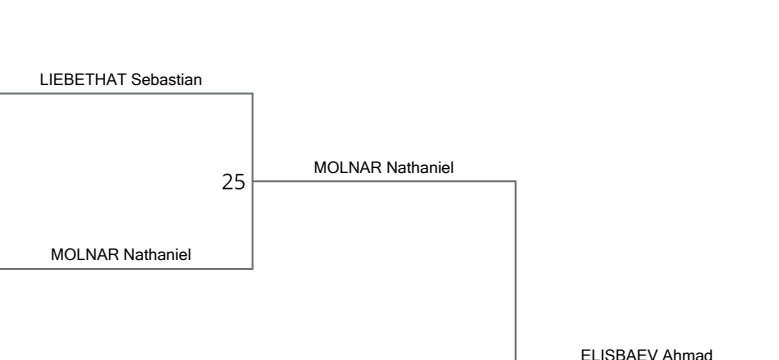 LIEBETHAT Sebastian
MOLNAR Nathaniel
25
MOLNAR Nathaniel
ELISBAEV Ahmad